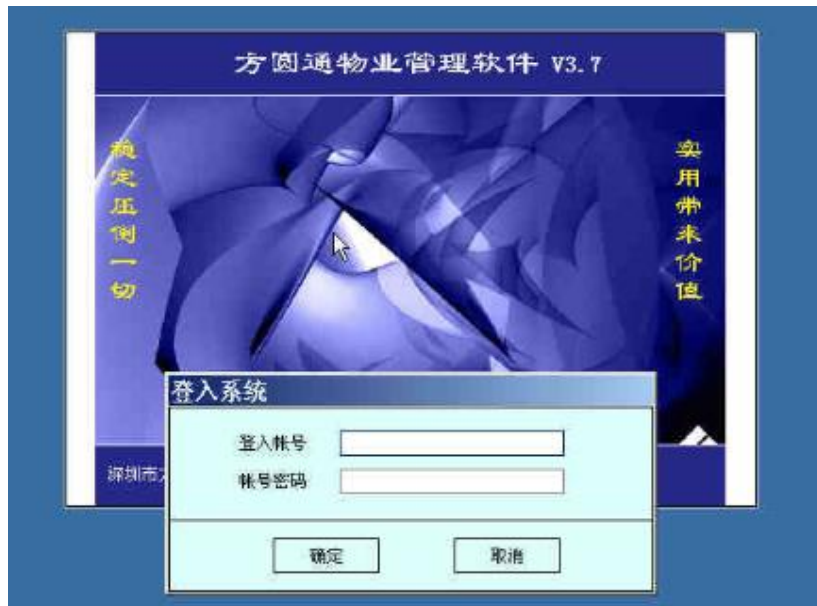 方圆通物业管理软件 V3.7
稳定压倒一切
实用带来价值
登入系统
登入帐号
帐号密码
确定
取消
深圳市